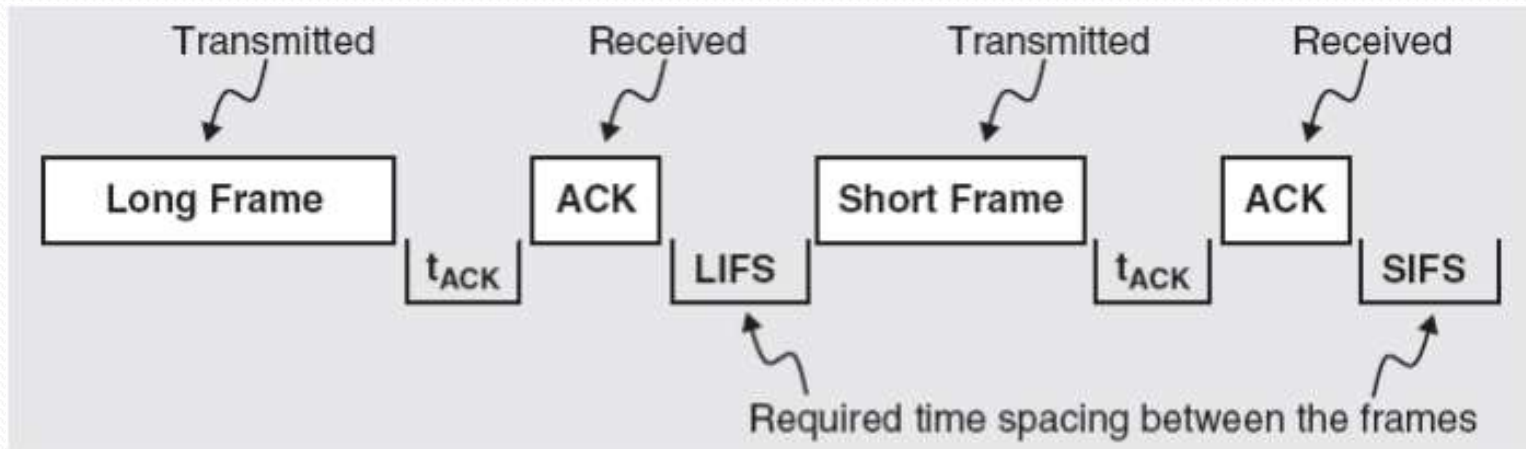 Transmitted Received Transmitted Received
Long Frame ACK Short Frame ACK
tACK LIFS tACK SIFS
Required time spacing between the frames